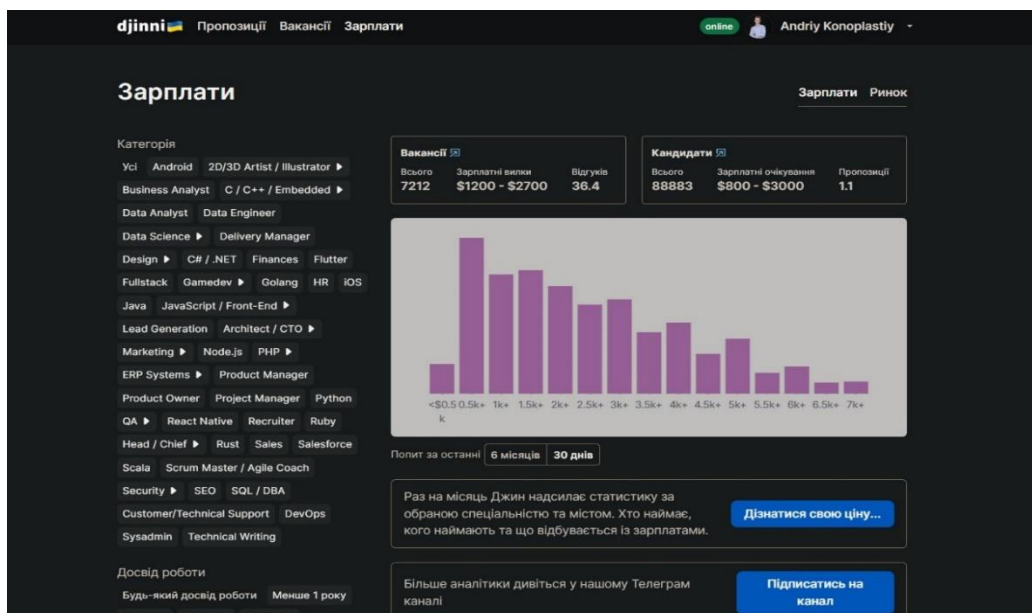 djinni Пропозиції Вакансії Зарплати
online Andriy Konoplastiy
Зарплати
Зарплати Ринок
Категорія
Усі Android 2D/3D Artist / Illustrator
Business Analyst C / C++ / Embedded
Data Analyst Data Engineer
Data Science Delivery Manager
Design C# / .NET Finances Flutter
Fullstack Gamedev Golang HR iOS
Java JavaScript / Front-End
Lead Generation Architect / CTO
Marketing Node.js PHP
ERP Systems Product Manager
Product Owner Project Manager Python
QA React Native Recruiter Ruby
Head / Chief Rust Sales Salesforce
Scala Scrum Master / Agile Coach
Security SEO SQL / DBA
Customer/Technical Support DevOps
Sysadmin Technical Writing
Досвід роботи
Будь-який досвід роботи Менше 1 року
Вакансії
Всього Зарплатні вилки Відгуків
7212 $1200 - $2700 36.4
Кандидати
Всього Зарплатні очікування Пропозиції
88883 $800 - $3000 1.1
<$0.5 0.5k+ 1k+ 1.5k+ 2k+ 2.5k+ 3k+ 3.5k+ 4k+ 4.5k+ 5k+ 5.5k+ 6k+ 6.5k+ 7k+
k
Попит за останні 6 місяців 30 днів
Раз на місяць Джин надсилає статистику за
обраною спеціальністю та містом. Хто наймає,
кого наймають та що відбувається із зарплатами.
Дізнатися свою ціну...
Більше аналітики дивіться у нашому Телеграм
каналі
Підписатись на
канал